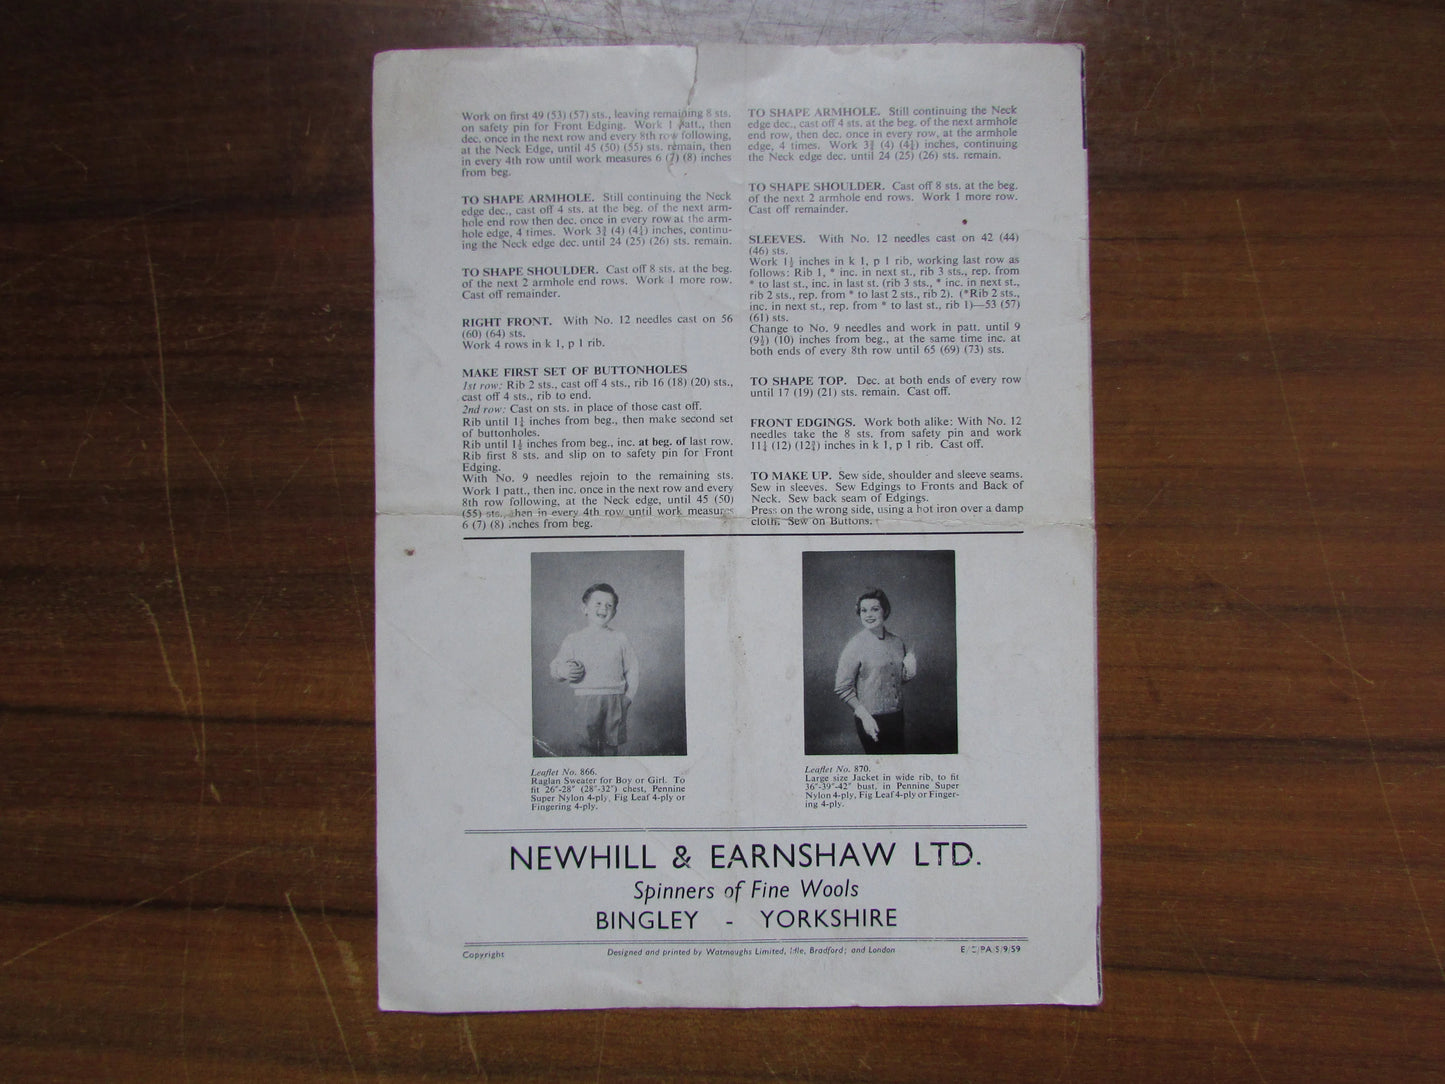 Work on first 49 (53) (57) sts., leaving remaining 8 sts.
on safety pin for Front Edging. Work 1 patt., then
dec. once in the next row and every 8th row following,
at the Neck Edge, until 45 (50) (55) sts. remain, then
in every 4th row until work measures 6 (7) (8) inches
from beg.
TO SHAPE ARMHOLE. Still continuing the Neck
edge dec., cast off 4 sts. at the beg. of the next arm-
hole end row then dec. once in every row at the arm-
hole edge, 4 times. Work 3¾ (4) (4¼) inches, continu-
ing the Neck edge dec. until 24 (25) (26) sts. remain.
TO SHAPE SHOULDER. Cast off 8 sts. at the beg.
of the next 2 armhole end rows. Work 1 more row.
Cast off remainder.
RIGHT FRONT. With No. 12 needles cast on 56
(60) (64) sts.
Work 4 rows in k 1, p 1 rib.
MAKE FIRST SET OF BUTTONHOLES
1st row: Rib 2 sts., cast off 4 sts., rib 16 (18) (20) sts.,
cast off 4 sts., rib to end.
2nd row: Cast on sts. in place of those cast off.
Rib until 1¼ inches from beg., then make second set
of buttonholes.
Rib until 1½ inches from beg., inc. at beg. of last row.
Rib first 8 sts. and slip on to safety pin for Front
Edging.
With No. 9 needles rejoin to the remaining sts.
Work 1 patt., then inc. once in the next row and every
8th row following, at the Neck edge, until 45 (50)
(55) sts., then in every 4th row until work measures
6 (7) (8) inches from beg.
TO SHAPE ARMHOLE. Still continuing the Neck
edge dec., cast off 4 sts. at the beg. of the next armhole
end row, then dec. once in every row, at the armhole
edge, 4 times. Work 3¾ (4) (4¼) inches, continuing
the Neck edge dec. until 24 (25) (26) sts. remain.
TO SHAPE SHOULDER. Cast off 8 sts. at the beg.
of the next 2 armhole end rows. Work 1 more row.
Cast off remainder.
SLEEVES. With No. 12 needles cast on 42 (44)
(46) sts.
Work 1½ inches in k 1, p 1 rib, working last row as
follows: Rib 1, * inc. in next st., rib 3 sts., rep. from
* to last st., inc. in last st. (rib 3 sts., * inc. in next st.,
rib 2 sts., rep. from * to last 2 sts., rib 2). (*Rib 2 sts.,
inc. in next st., rep. from * to last st., rib 1)—53 (57)
(61) sts.
Change to No. 9 needles and work in patt. until 9
(9½) (10) inches from beg., at the same time inc. at
both ends of every 8th row until 65 (69) (73) sts.
TO SHAPE TOP. Dec. at both ends of every row
until 17 (19) (21) sts. remain. Cast off.
FRONT EDGINGS. Work both alike: With No. 12
needles take the 8 sts. from safety pin and work
11¼ (12) (12¾) inches in k 1, p 1 rib. Cast off.
TO MAKE UP. Sew side, shoulder and sleeve seams.
Sew in sleeves. Sew Edgings to Fronts and Back of
Neck. Sew back seam of Edgings.
Press on the wrong side, using a hot iron over a damp
cloth. Sew on Buttons.
Leaflet No. 866.
Raglan Sweater for Boy or Girl. To
fit 26"-28" (28"-32") chest, Pennine
Super Nylon 4-ply, Fig Leaf 4-ply or
Fingering 4-ply.
Leaflet No. 870.
Large size Jacket in wide rib, to fit
36"-39"-42" bust, in Pennine Super
Nylon 4-ply, Fig Leaf 4-ply or Finger-
ing 4-ply.
NEWHILL & EARNSHAW LTD.
Spinners of Fine Wools
BINGLEY - YORKSHIRE
Copyright
Designed and printed by Watmoughs Limited, Idle, Bradford; and London